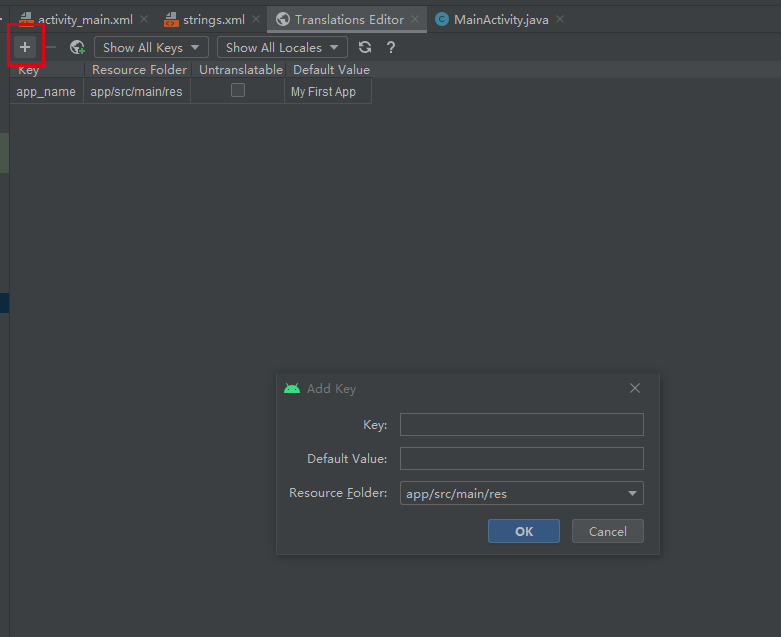 activity_main.xml strings.xml Translations Editor MainActivity.java
Show All Keys Show All Locales ?
Key Resource Folder Untranslatable Default Value
app_name app/src/main/res My First App
Add Key
Key:
Default Value:
Resource Folder: app/src/main/res
OK Cancel